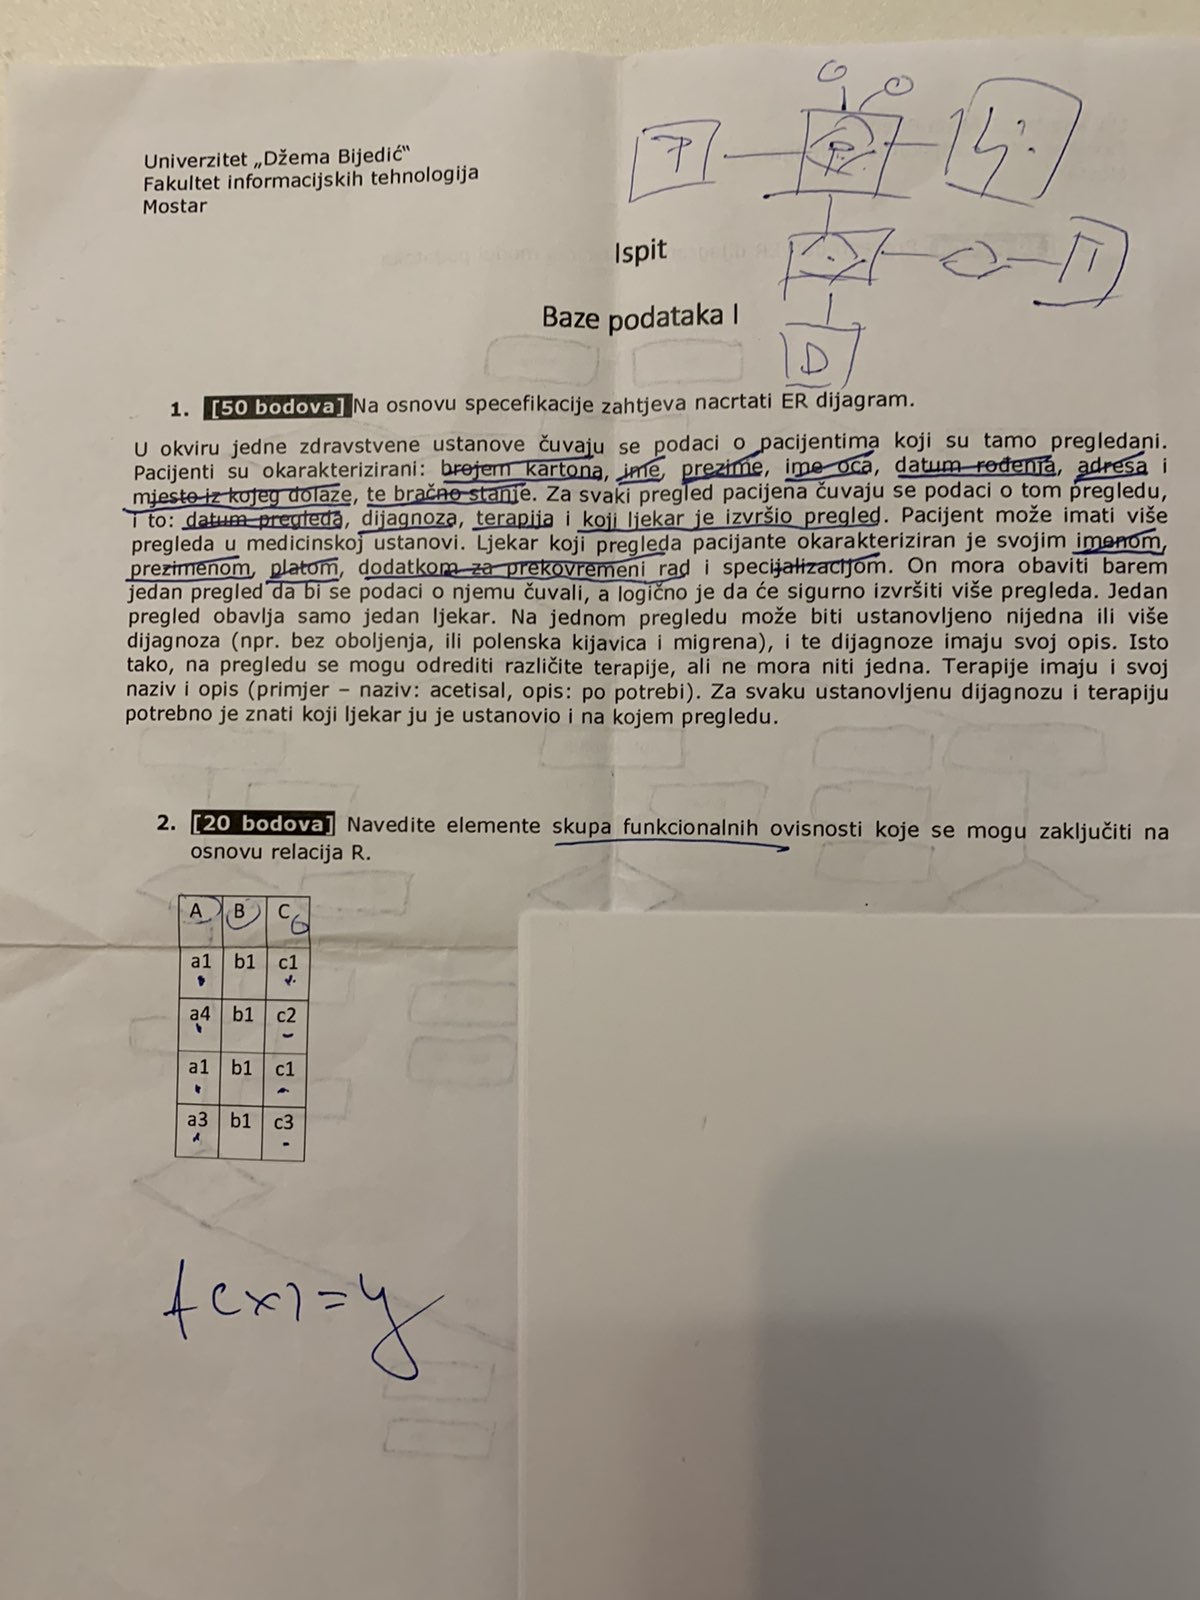 Univerzitet „Džema Bijedić“
Fakultet informacijskih tehnologija
Mostar
P R Lj.
T
D
Ispit
Baze podataka I
1. [50 bodova] Na osnovu specefikacije zahtjeva nacrtati ER dijagram.
U okviru jedne zdravstvene ustanove čuvaju se podaci o pacijentima koji su tamo pregledani.
Pacijenti su okarakterizirani: brojem kartona, ime, prezime, ime oca, datum rođenja, adresa i
mjesto iz kojeg dolaze, te bračno stanje. Za svaki pregled pacijena čuvaju se podaci o tom pregledu,
i to: datum pregleda, dijagnoza, terapija i koji ljekar je izvršio pregled. Pacijent može imati više
pregleda u medicinskoj ustanovi. Ljekar koji pregleda pacijante okarakteriziran je svojim imenom,
prezimenom, platom, dodatkom za prekovremeni rad i specijalizacijom. On mora obaviti barem
jedan pregled da bi se podaci o njemu čuvali, a logično je da će sigurno izvršiti više pregleda. Jedan
pregled obavlja samo jedan ljekar. Na jednom pregledu može biti ustanovljeno nijedna ili više
dijagnoza (npr. bez oboljenja, ili polenska kijavica i migrena), i te dijagnoze imaju svoj opis. Isto
tako, na pregledu se mogu odrediti različite terapije, ali ne mora niti jedna. Terapije imaju i svoj
naziv i opis (primjer – naziv: acetisal, opis: po potrebi). Za svaku ustanovljenu dijagnozu i terapiju
potrebno je znati koji ljekar ju je ustanovio i na kojem pregledu.
2. [20 bodova] Navedite elemente skupa funkcionalnih ovisnosti koje se mogu zaključiti na
osnovu relacija R.
A B C
a1 b1 c1
a4 b1 c2
a1 b1 c1
a3 b1 c3
f(x)=y